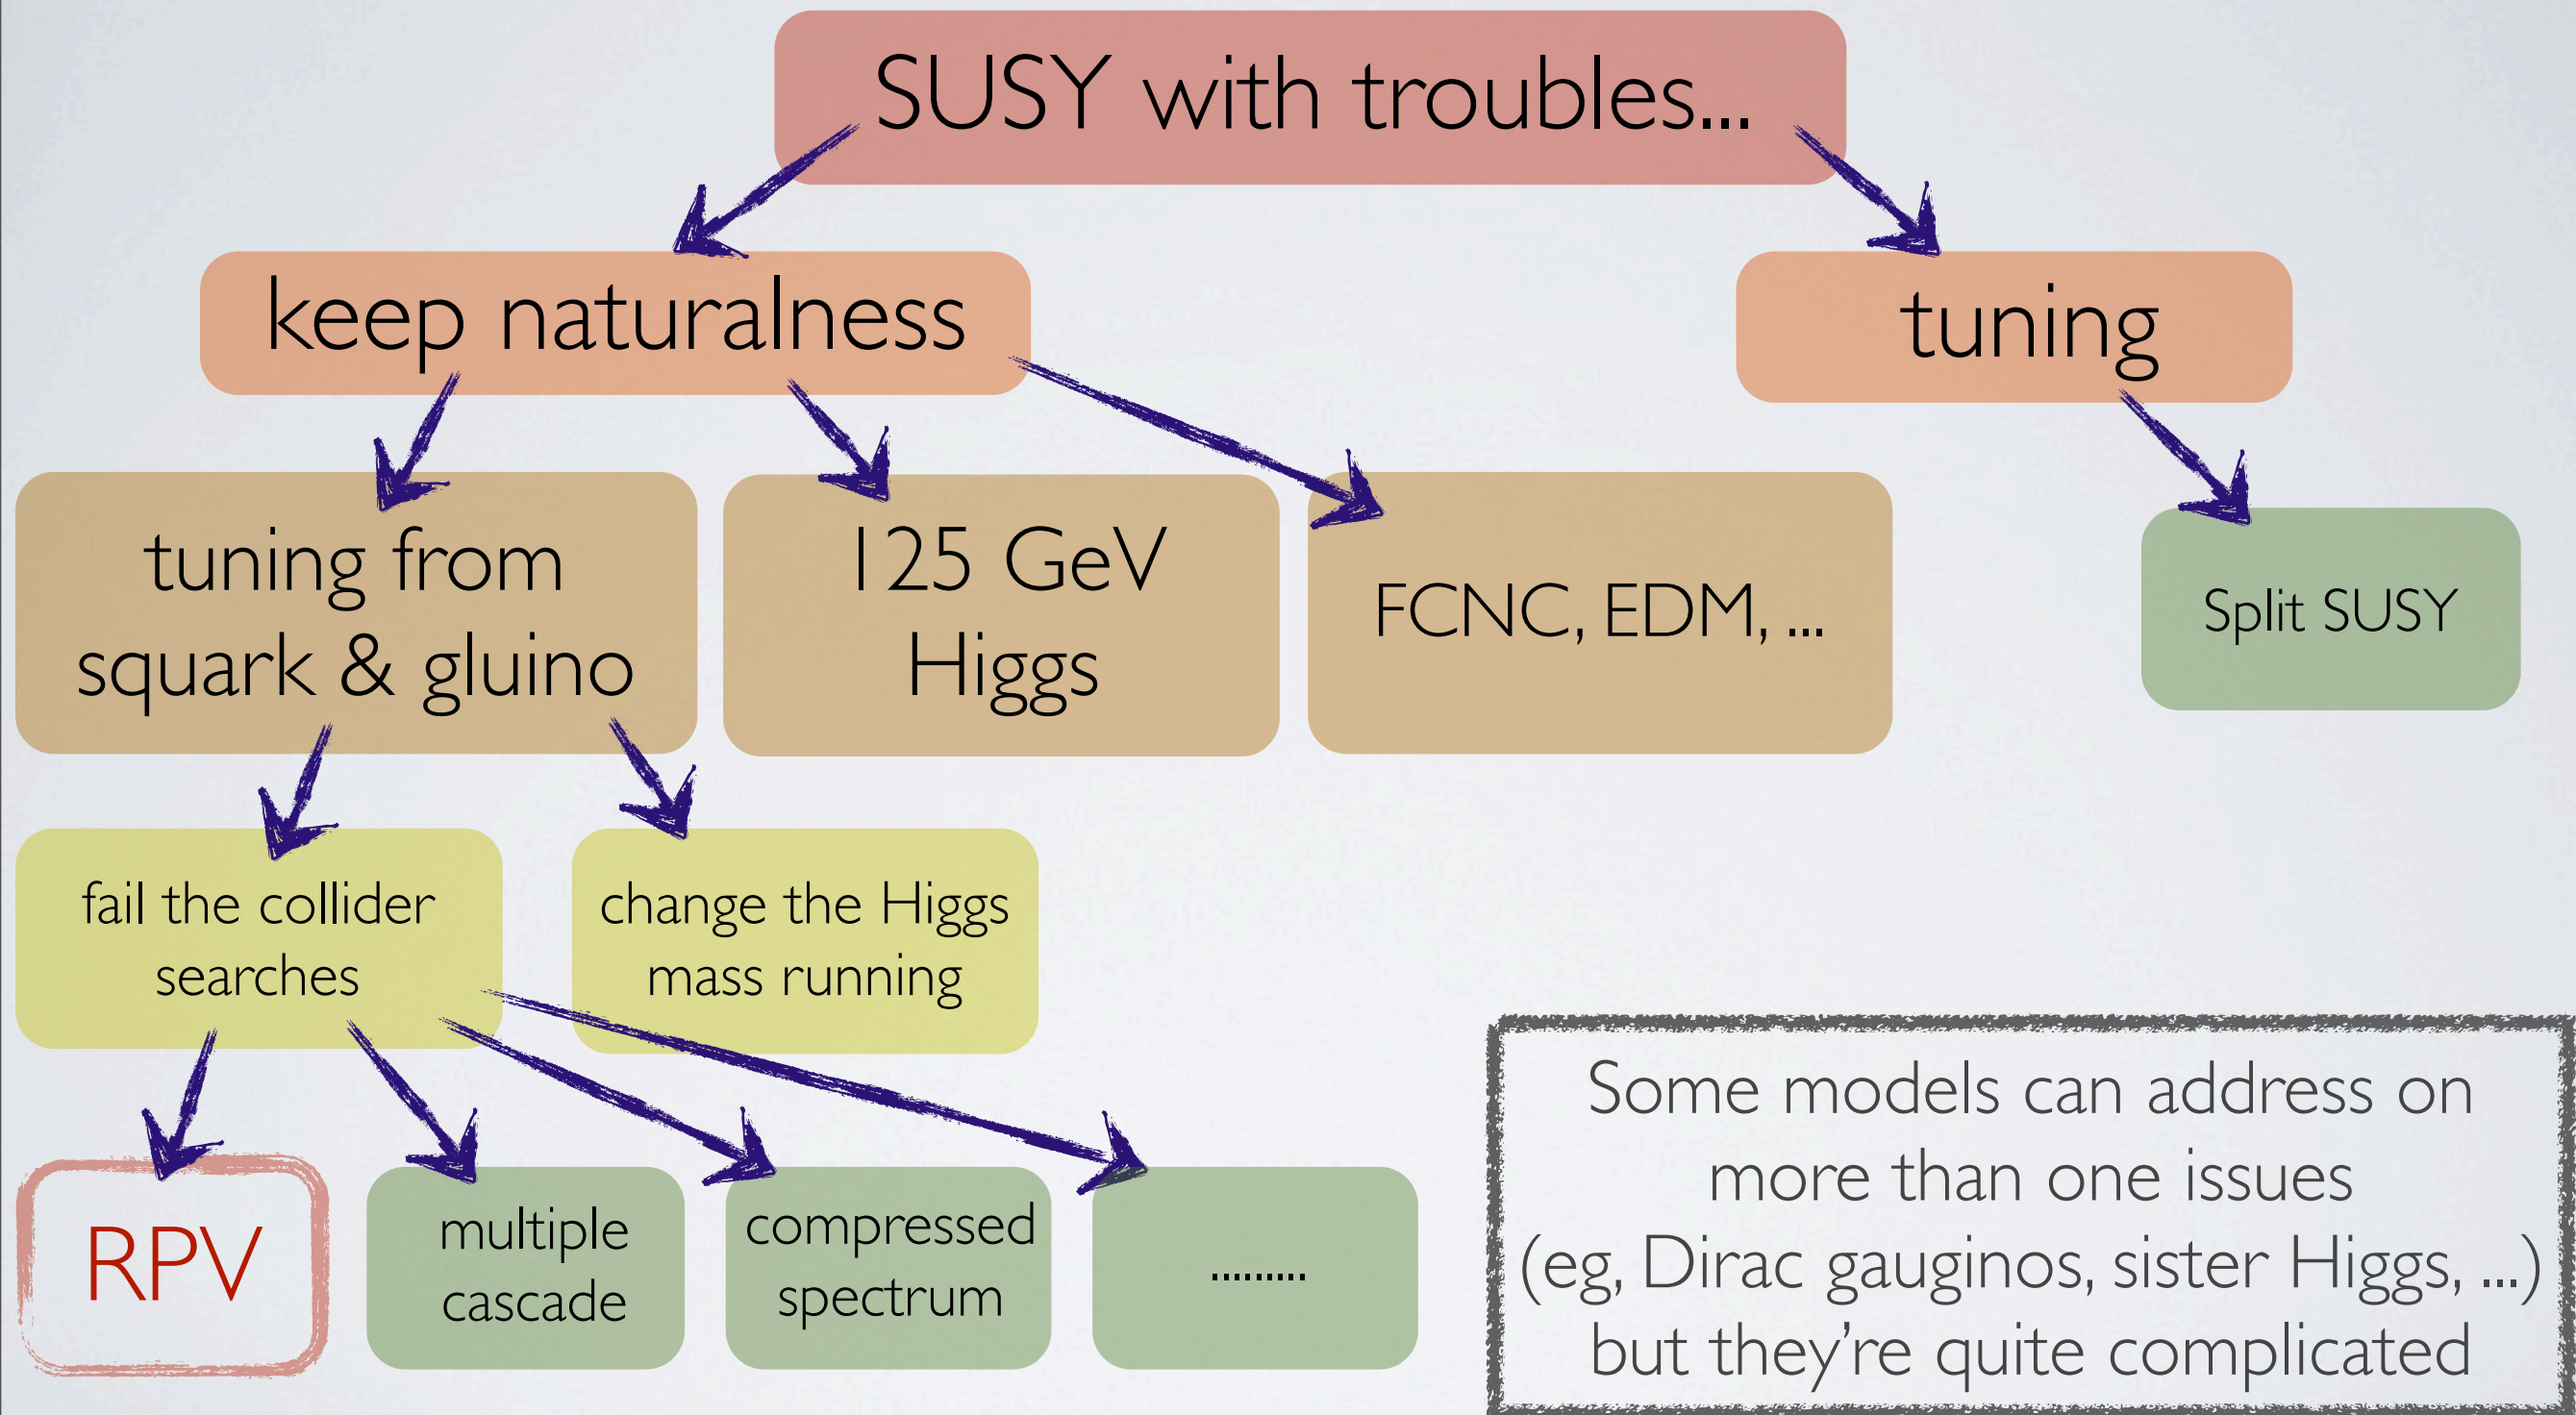 SUSY with troubles...
keep naturalness
tuning
tuning from
squark & gluino
125 GeV
Higgs
FCNC, EDM, ...
Split SUSY
fail the collider
searches
change the Higgs
mass running
RPV
multiple
cascade
compressed
spectrum
.........
Some models can address on
more than one issues
(eg, Dirac gauginos, sister Higgs, ...)
but they're quite complicated